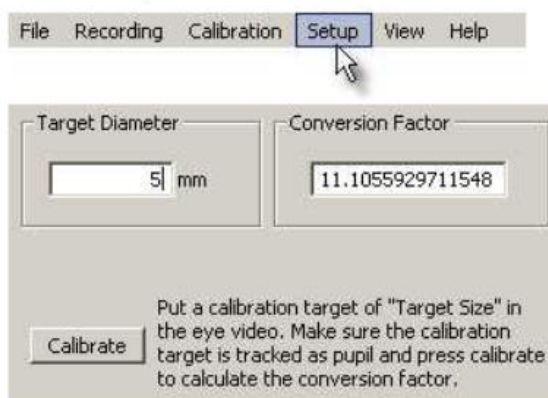 File Recording Calibration Setup View Help
Target Diameter Conversion Factor
5 mm 11.1055929711548
Put a calibration target of "Target Size" in
the eye video. Make sure the calibration
Calibrate target is tracked as pupil and press calibrate
to calculate the conversion factor.